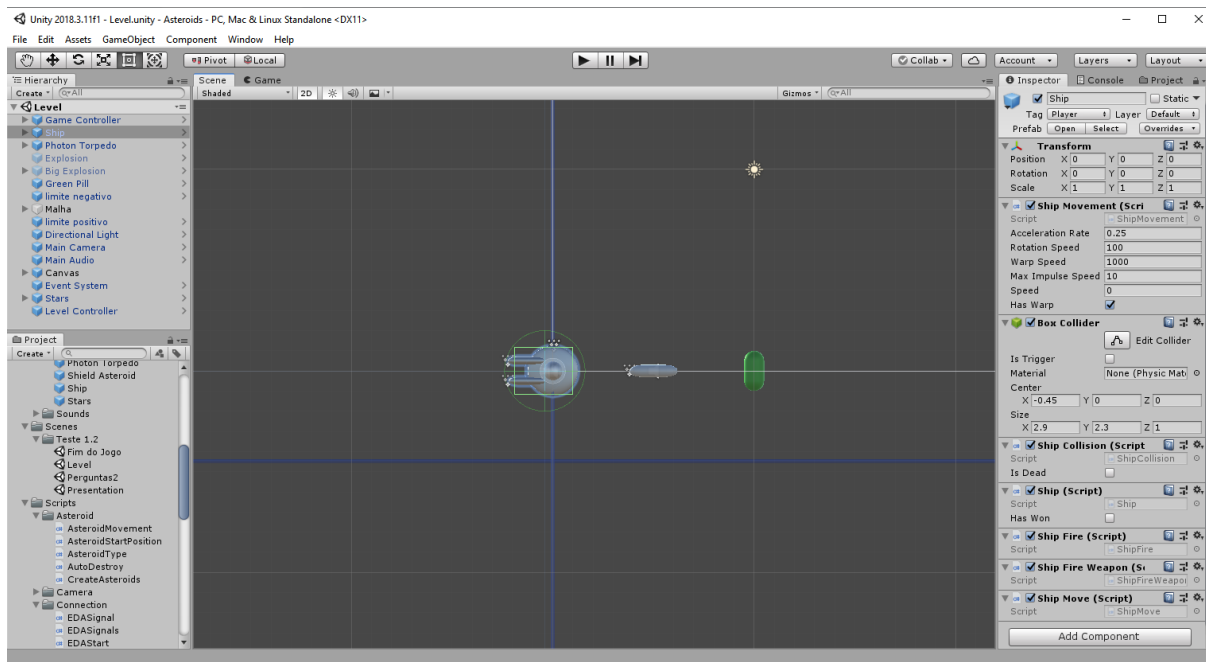 Unity 2018.3.11f1 - Level.unity - Asteroids - PC, Mac & Linux Standalone <DX11>
File Edit Assets GameObject Component Window Help
Pivot Local Collab Account Layers Layout
Hierarchy
Create All
Level
Game Controller
Ship
Photon Torpedo
Explosion
Big Explosion
Green Pill
limite negativo
Malha
limite positivo
Directional Light
Main Camera
Main Audio
Canvas
Event System
Stars
Level Controller
Project
Create
Photon Torpedo
Shield Asteroid
Ship
Stars
Sounds
Scenes
Teste 1.2
Fim do Jogo
Level
Perguntas2
Presentation
Scripts
Asteroid
AsteroidMovement
AsteroidStartPosition
AsteroidType
AutoDestroy
CreateAsteroids
Camera
Connection
EDASignal
EDASignals
EDAStart
Scene Game
Shaded 2D Gizmos All
Inspector Console Project
Ship Static
Tag Player Layer Default
Prefab Open Select Overrides
Transform
Position X 0 Y 0 Z 0
Rotation X 0 Y 0 Z 0
Scale X 1 Y 1 Z 1
Ship Movement (Scri
Script ShipMovement
Acceleration Rate 0.25
Rotation Speed 100
Warp Speed 1000
Max Impulse Speed 10
Speed 0
Has Warp
Box Collider
Edit Collider
Is Trigger
Material None (Physic Mat
Center
X -0.45 Y 0 Z 0
Size
X 2.9 Y 2.3 Z 1
Ship Collision (Script
Script ShipCollision
Is Dead
Ship (Script)
Script Ship
Has Won
Ship Fire (Script)
Script ShipFire
Ship Fire Weapon (S
Script ShipFireWeapo
Ship Move (Script)
Script ShipMove
Add Component